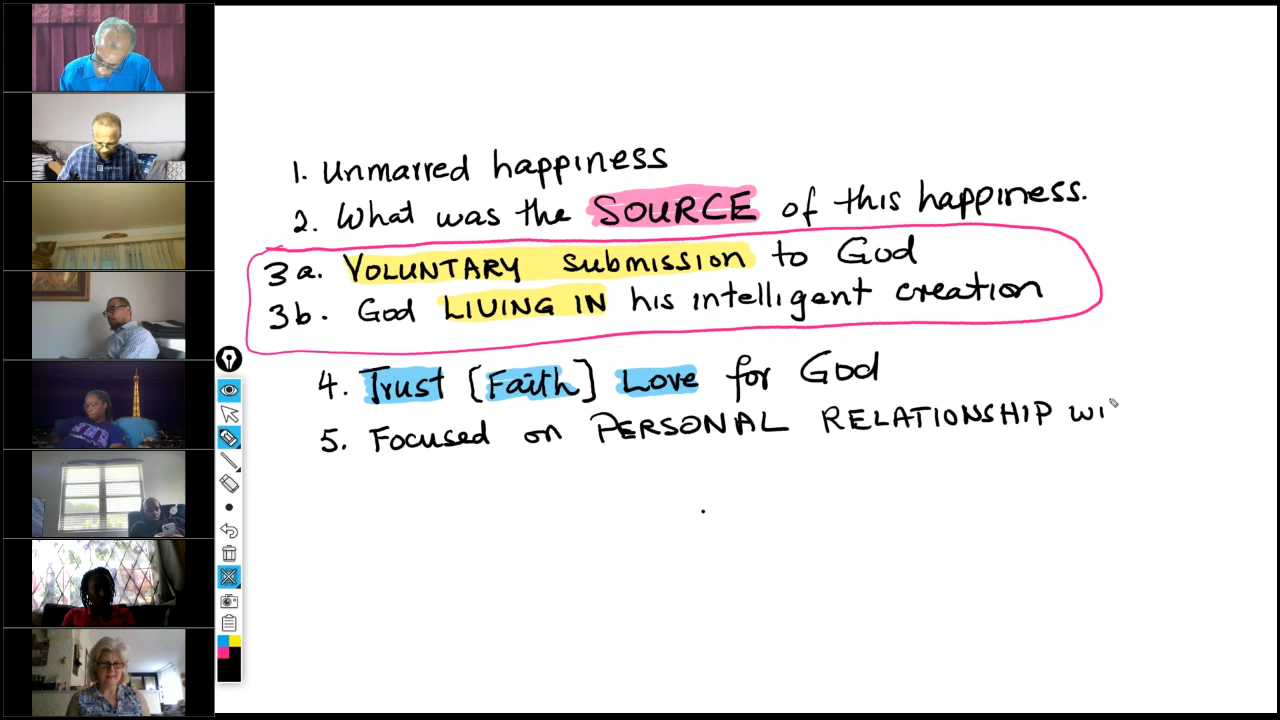 1. Unmarred happiness
2. What was the SOURCE of this happiness.
3a. VOLUNTARY submission to God
3b. God LIVING IN his intelligent creation
4. Trust [Faith] Love for God
5. Focused on PERSONAL RELATIONSHIP wi